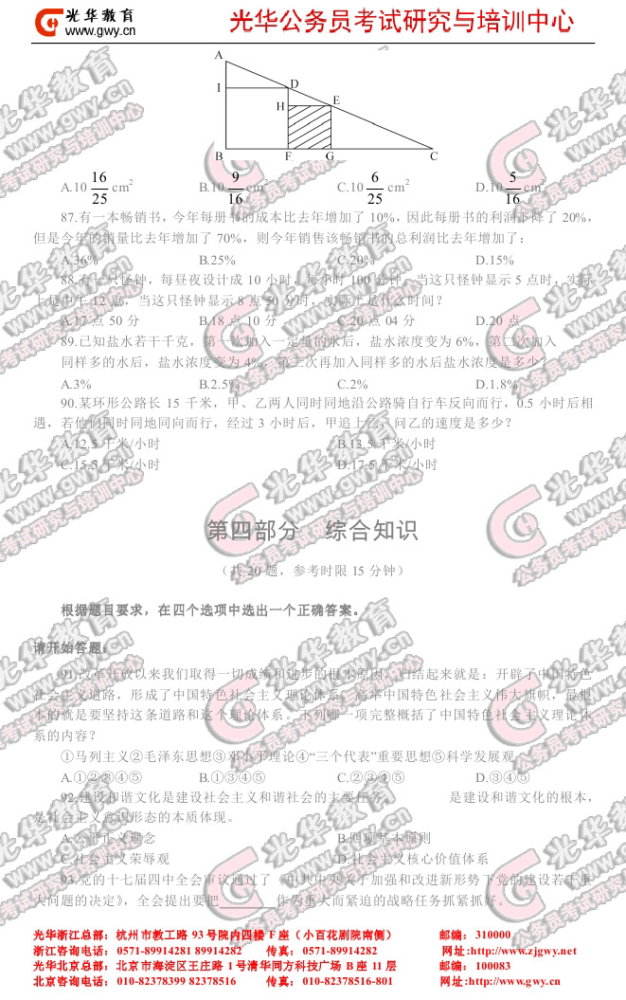 光华教育
www.gwy.cn
光华公务员考试研究与培训中心
A
I
D
H
E
B
F
G
C
A.10 16/25 cm²
B.10 9/16 cm²
C.10 6/25 cm²
D.10 5/16 cm²
87.有一本畅销书,今年每册书的成本比去年增加了 10%,因此每册书的利润下降了 20%,
但是今年的销量比去年增加了 70%,则今年销售该畅销书的总利润比去年增加了:
A.36%
B.25%
C.20%
D.15%
88.有一只怪钟,每昼夜设计成 10 小时,每小时 100 分钟。当这只怪钟显示 5 点时,实际
上是中午 12 点,当这只怪钟显示 8 点 50 分时,实际上是什么时间?
A.17 点 50 分
B.18 点 10 分
C.20 点 04 分
D.20 点
89.已知盐水若干千克,第一次加入一定量的水后,盐水浓度变为 6%,第二次加入
同样多的水后,盐水浓度变为 4%,第三次再加入同样多的水后盐水浓度是多少?
A.3%
B.2.5%
C.2%
D.1.8%
90.某环形公路长 15 千米,甲、乙两人同时同地沿公路骑自行车反向而行,0.5 小时后相
遇,若他们同时同地同向而行,经过 3 小时后,甲追上乙,问乙的速度是多少?
A.12.5 千米/小时
B.13.5 千米/小时
C.15.5 千米/小时
D.17.5 千米/小时
第四部分 综合知识
(共 20 题,参考时限 15 分钟)
根据题目要求,在四个选项中选出一个正确答案。
请开始答题:
91.改革开放以来我们取得一切成绩和进步的根本原因,归结起来就是:开辟了中国特色
社会主义道路,形成了中国特色社会主义理论体系。高举中国特色社会主义伟大旗帜,最根
本的就是要坚持这条道路和这个理论体系。下列哪一项完整概括了中国特色社会主义理论体
系的内容?
①马列主义②毛泽东思想③邓小平理论④“三个代表”重要思想⑤科学发展观
A.①②③④⑤
B.①③④⑤
C.②③④⑤
D.③④⑤
92.建设和谐文化是建设社会主义和谐社会的主要任务, 是建设和谐文化的根本,
是社会主义意识形态的本质体现。
A.公平正义理念
B.四项基本原则
C.社会主义荣辱观
D.社会主义核心价值体系
93.党的十七届四中全会审议通过了《中共中央关于加强和改进新形势下党的建设若干重
大问题的决定》,全会提出要把________作为重大而紧迫的战略任务抓紧抓好。
光华浙江总部:杭州市教工路 93 号院内四楼 F 座(小百花剧院南侧) 邮编:310000
浙江咨询电话:0571-89914281 89914282 传真:0571-89914282 网址:http://www.zjgwy.net
光华北京总部:北京市海淀区王庄路 1 号清华同方科技广场 B 座 11 层 邮编:100083
北京咨询电话:010-82378399 82378516 传真:010-82378516-801 网址:http://www.gwy.cn